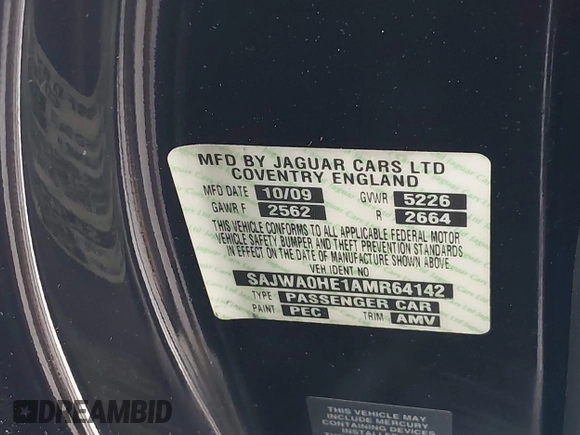 MFD BY JAGUAR CARS LTD
COVENTRY ENGLAND
MFD DATE 10/09 GVWR 5226
GAWR F 2562 R 2664
THIS VEHICLE CONFORMS TO ALL APPLICABLE FEDERAL MOTOR
VEHICLE SAFETY BUMPER AND THEFT PREVENTION STANDARDS
IN EFFECT ON THE DATE OF MANUFACTURE SHOWN ABOVE.
VEH IDENT NO
SAJWA0HE1AMR64142
TYPE PASSENGER CAR
PAINT PEC TRIM AMV
THIS VEHICLE MAY
INCLUDE MERCURY
CONTAINING DEVICES
INSTALLED
DREAMBID